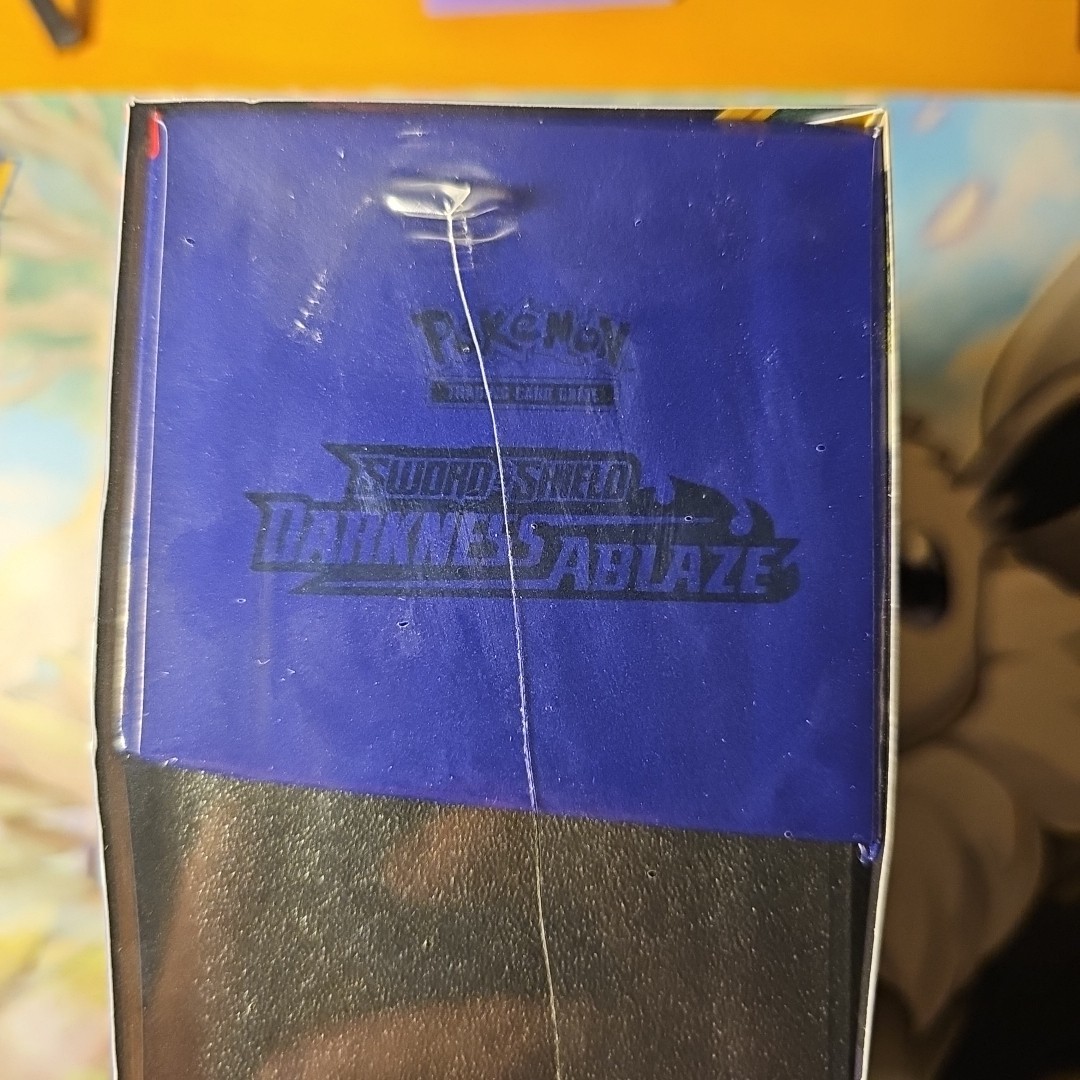 Pokémon
TRADING CARD GAME
SWORD & SHIELD
DARKNESS ABLAZE